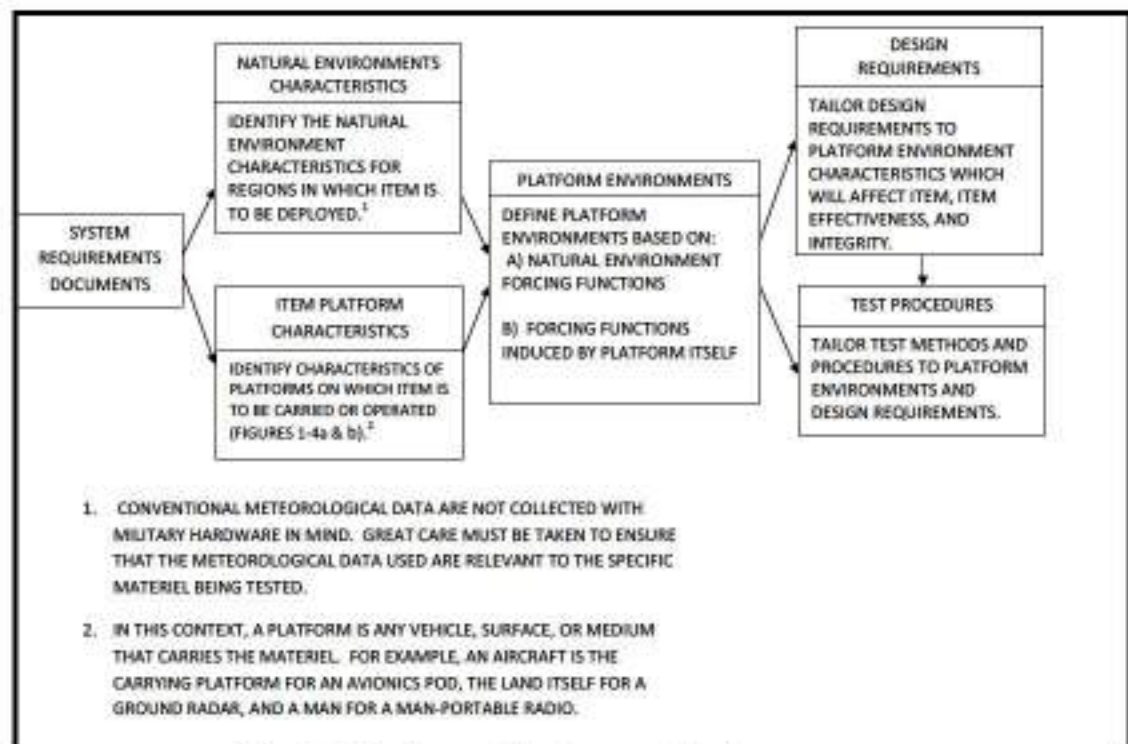 SYSTEM
REQUIREMENTS
DOCUMENTS
NATURAL ENVIRONMENTS
CHARACTERISTICS
IDENTIFY THE NATURAL
ENVIRONMENT
CHARACTERISTICS FOR
REGIONS IN WHICH ITEM IS
TO BE DEPLOYED.1
ITEM PLATFORM
CHARACTERISTICS
IDENTIFY CHARACTERISTICS OF
PLATFORMS ON WHICH ITEM IS
TO BE CARRIED OR OPERATED
(FIGURES 1-4a & b).2
PLATFORM ENVIRONMENTS
DEFINE PLATFORM
ENVIRONMENTS BASED ON:
A) NATURAL ENVIRONMENT
FORCING FUNCTIONS
B) FORCING FUNCTIONS
INDUCED BY PLATFORM ITSELF
DESIGN
REQUIREMENTS
TAILOR DESIGN
REQUIREMENTS TO
PLATFORM ENVIRONMENT
CHARACTERISTICS WHICH
WILL AFFECT ITEM, ITEM
EFFECTIVENESS, AND
INTEGRITY.
TEST PROCEDURES
TAILOR TEST METHODS AND
PROCEDURES TO PLATFORM
ENVIRONMENTS AND
DESIGN REQUIREMENTS.
1. CONVENTIONAL METEOROLOGICAL DATA ARE NOT COLLECTED WITH
MILITARY HARDWARE IN MIND. GREAT CARE MUST BE TAKEN TO ENSURE
THAT THE METEOROLOGICAL DATA USED ARE RELEVANT TO THE SPECIFIC
MATERIEL BEING TESTED.
2. IN THIS CONTEXT, A PLATFORM IS ANY VEHICLE, SURFACE, OR MEDIUM
THAT CARRIES THE MATERIEL. FOR EXAMPLE, AN AIRCRAFT IS THE
CARRYING PLATFORM FOR AN AVIONICS POD, THE LAND ITSELF FOR A
GROUND RADAR, AND A MAN FOR A MAN-PORTABLE RADIO.